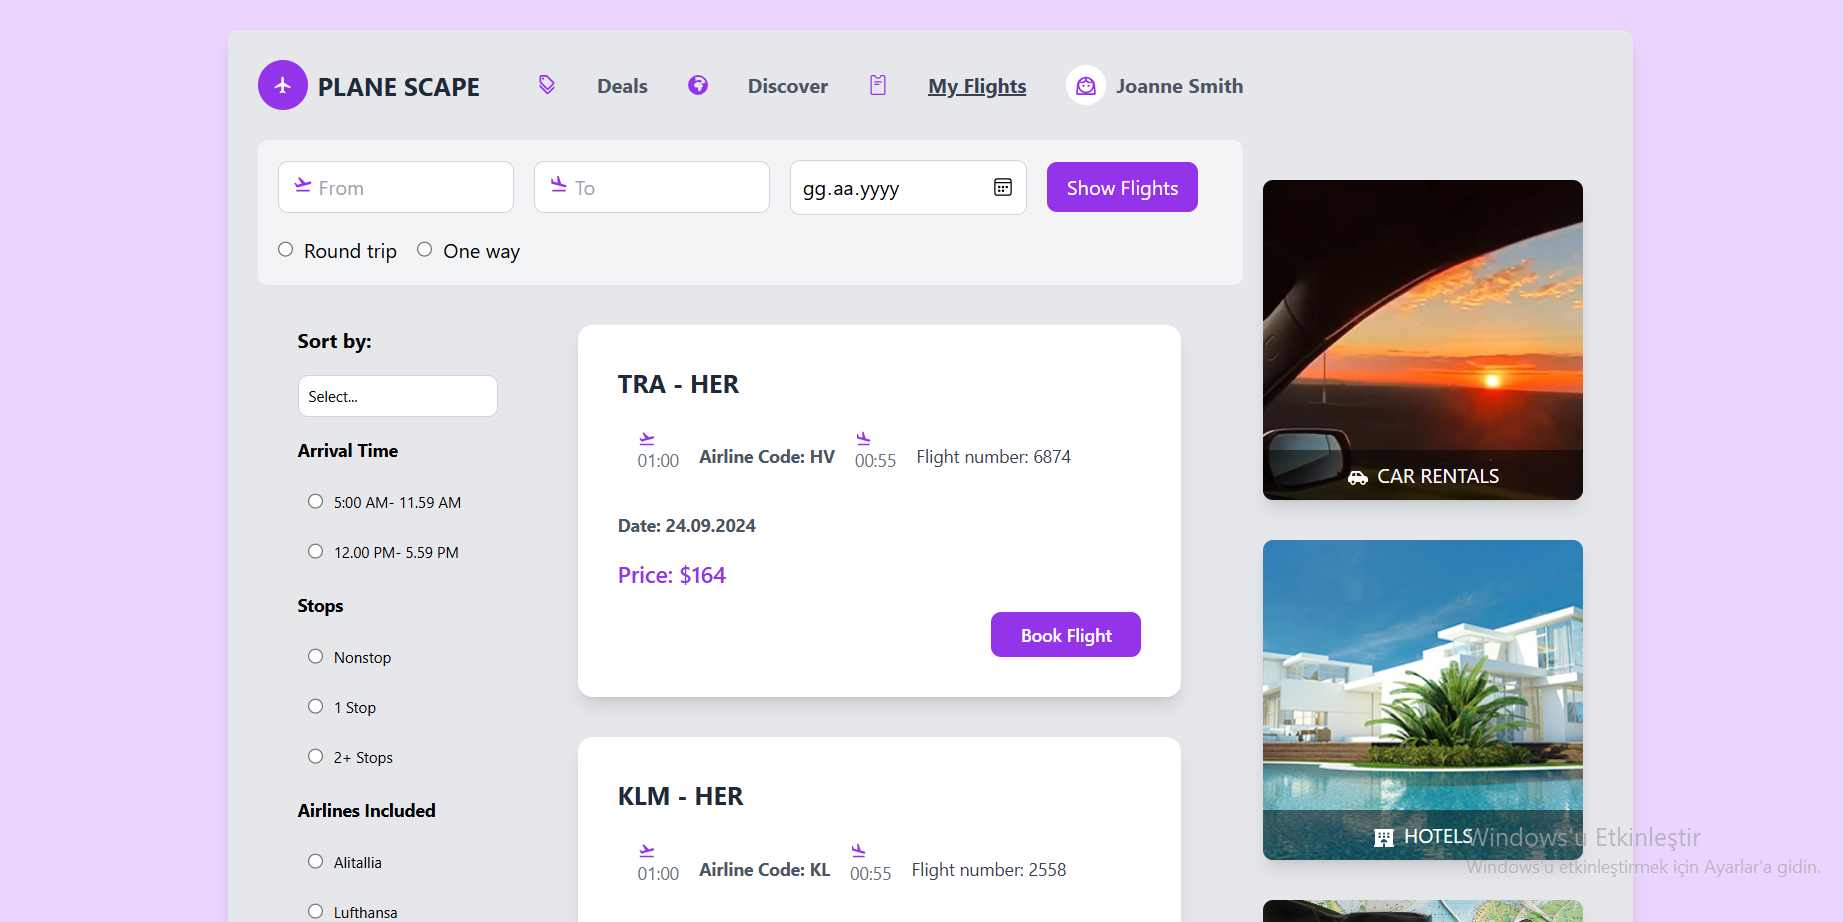 PLANE SCAPE
Deals
Discover
My Flights
Joanne Smith
From
To
gg.aa.yyyy
Show Flights
Round trip
One way
Sort by:
Select...
Arrival Time
5:00 AM- 11.59 AM
12.00 PM- 5.59 PM
Stops
Nonstop
1 Stop
2+ Stops
Airlines Included
Alitallia
Lufthansa
TRA - HER
01:00 Airline Code: HV 00:55 Flight number: 6874
Date: 24.09.2024
Price: $164
Book Flight
KLM - HER
01:00 Airline Code: KL 00:55 Flight number: 2558
CAR RENTALS
HOTELS
Windows'u Etkinleştir
Windows'u etkinleştirmek için Ayarlar'a gidin.